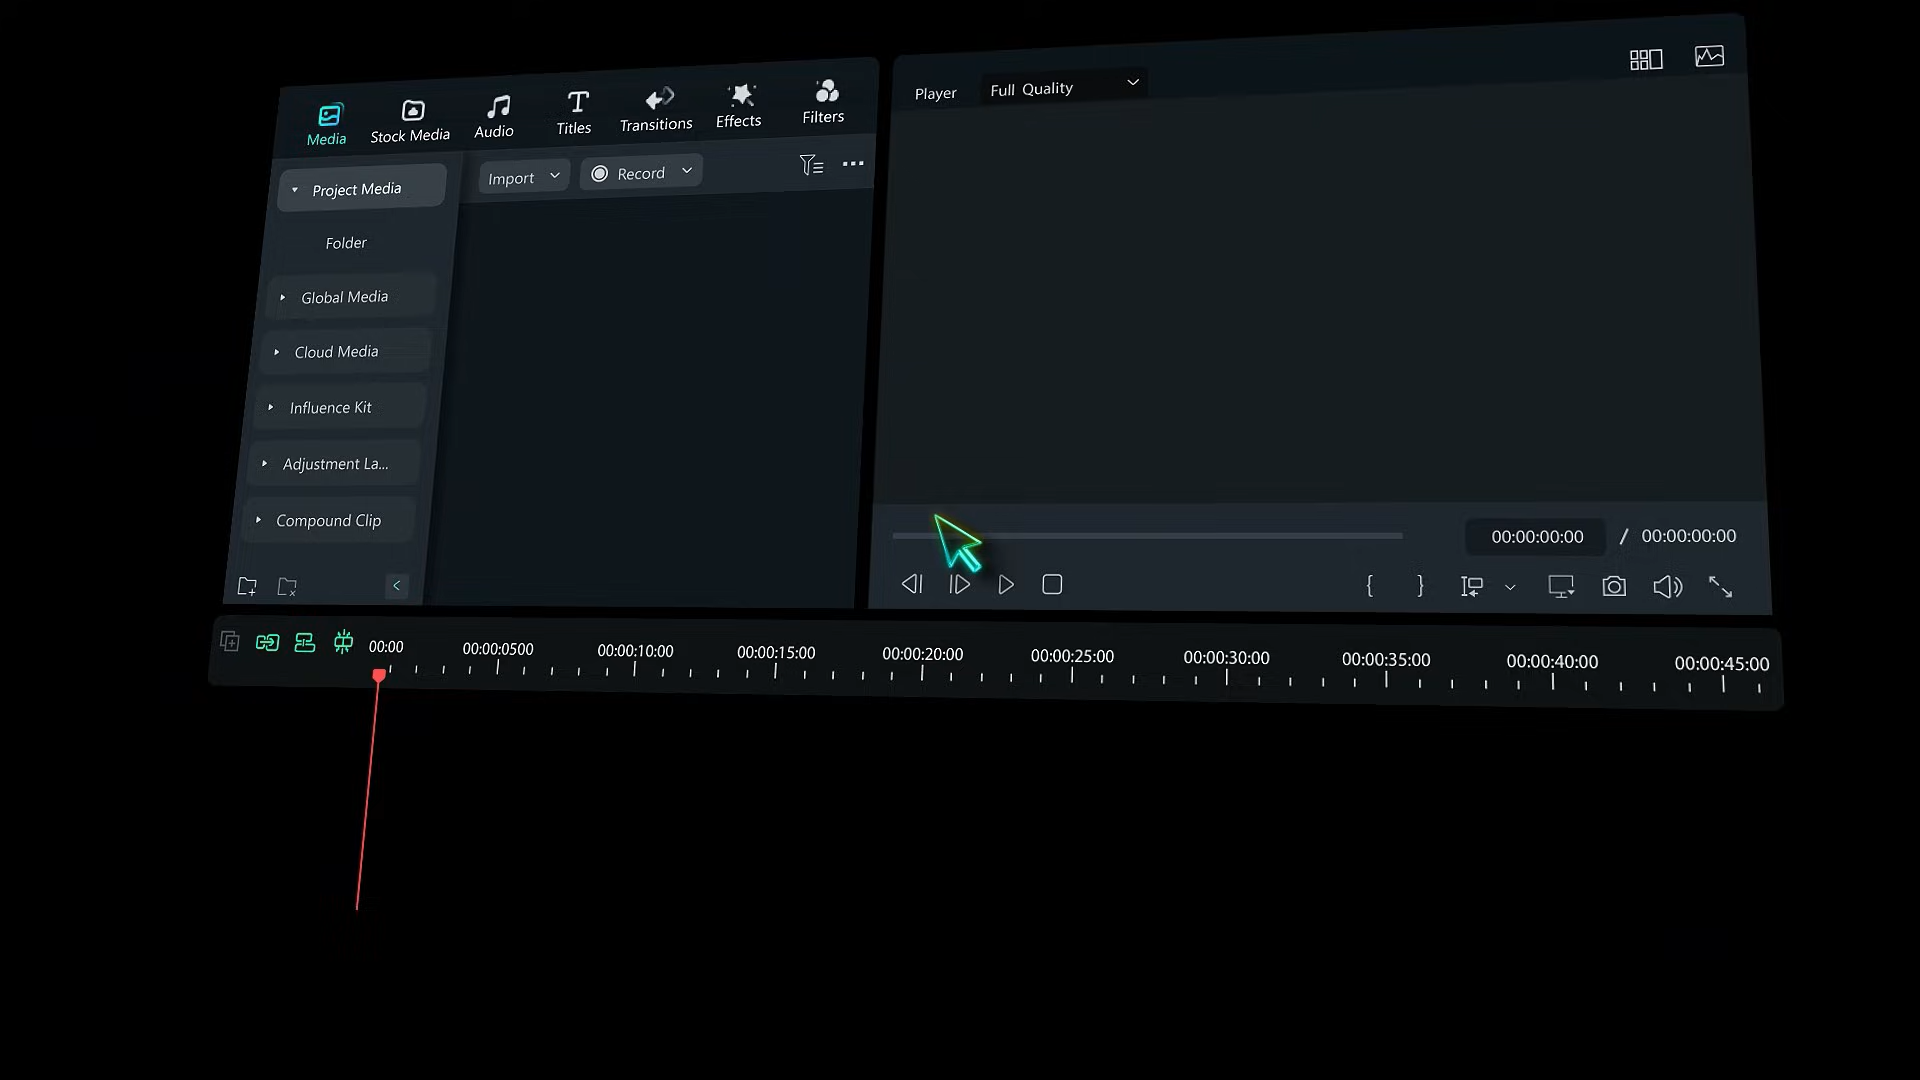 Media
Stock Media
Audio
Titles
Transitions
Effects
Filters
Import
Record
Project Media
Folder
Global Media
Cloud Media
Influence Kit
Adjustment La...
Compound Clip
Player
Full Quality
00:00:00:00 / 00:00:00:00
00:00
00:00:0500
00:00:10:00
00:00:15:00
00:00:20:00
00:00:25:00
00:00:30:00
00:00:35:00
00:00:40:00
00:00:45:00